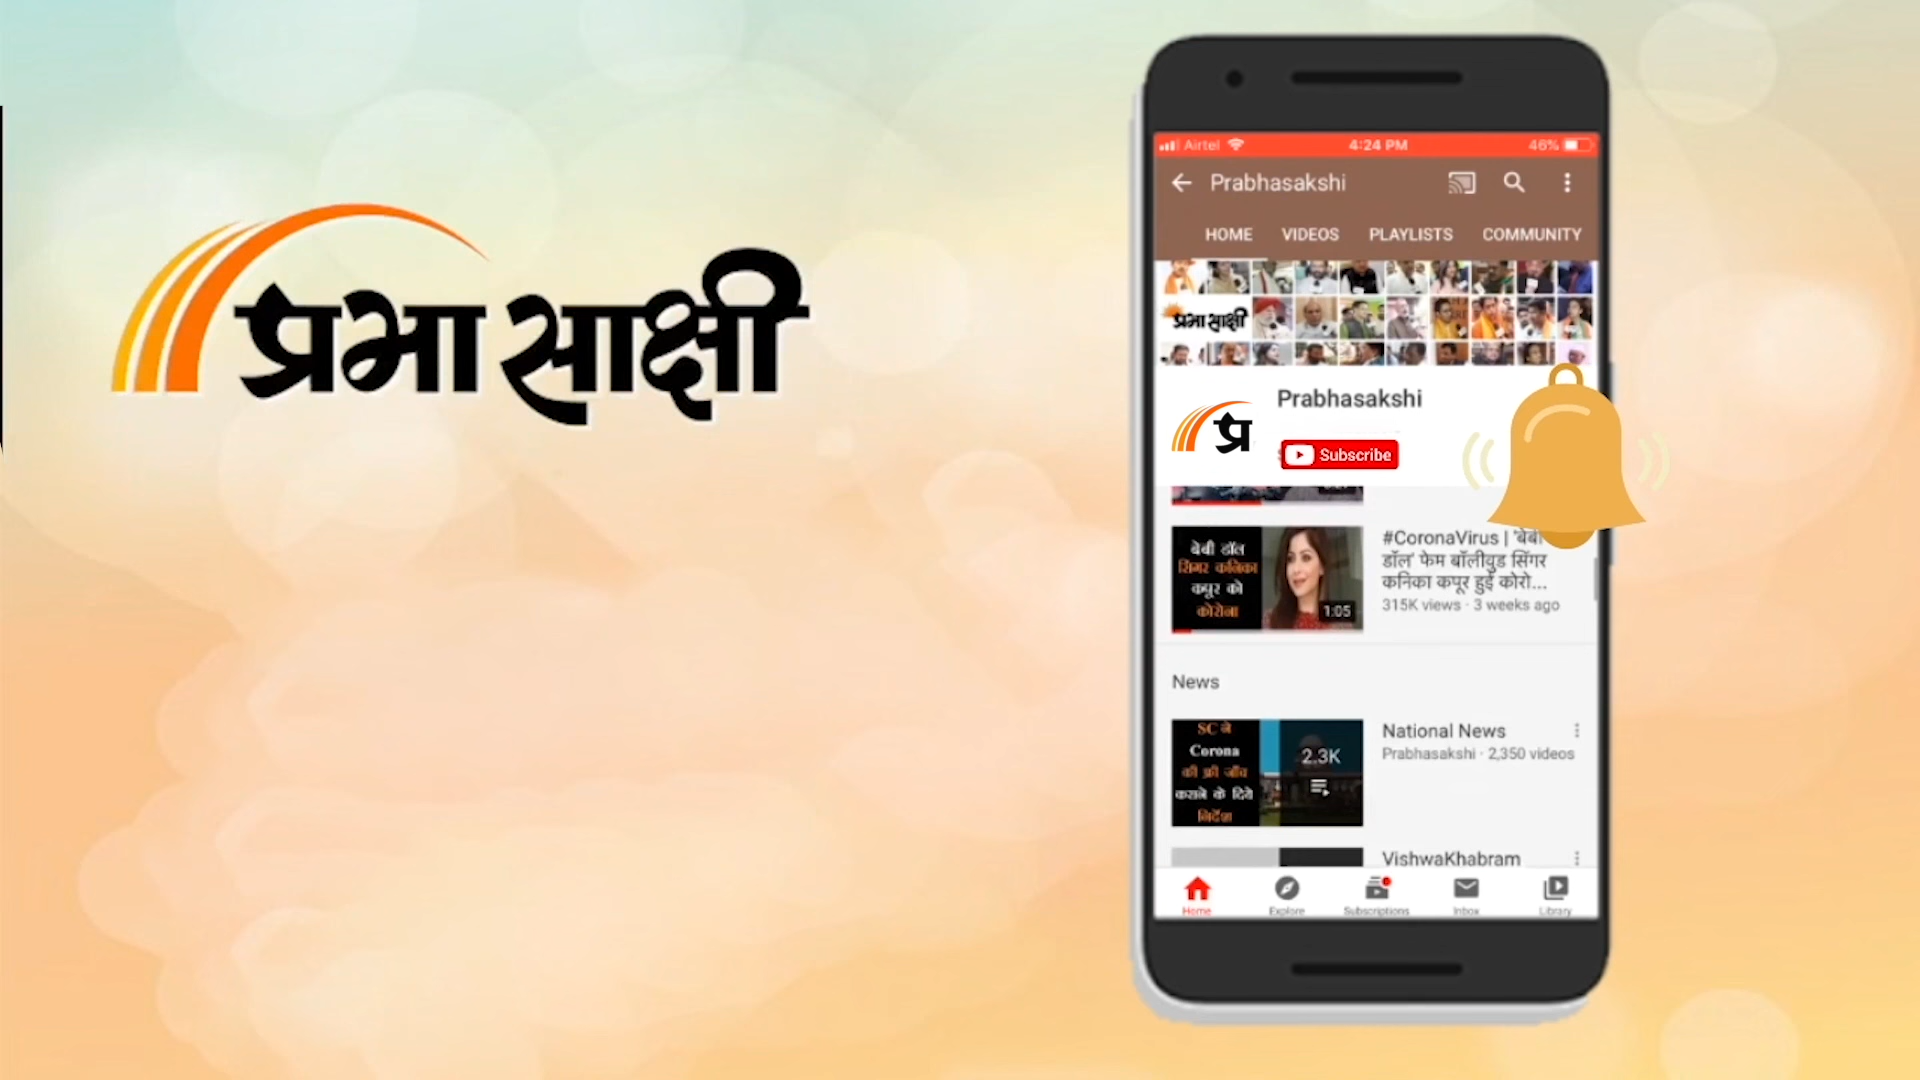 प्रभासाक्षी
Airtel 4:24 PM 46%
Prabhasakshi
HOME VIDEOS PLAYLISTS COMMUNITY
प्रभासाक्षी
Prabhasakshi
प्र
Subscribe
बेबी डॉल
सिंगर कनिका
कपूर को
कोरोना
1:05
#CoronaVirus | 'बेबी
डॉल' फेम बॉलीवुड सिंगर
कनिका कपूर हुई कोरो...
315K views · 3 weeks ago
News
SC ने
Corona
की फ्री जाँच
कराने के दिये
निर्देश
2.3K
National News
Prabhasakshi · 2,350 videos
VishwaKhabram
Home Explore Subscriptions Inbox Library